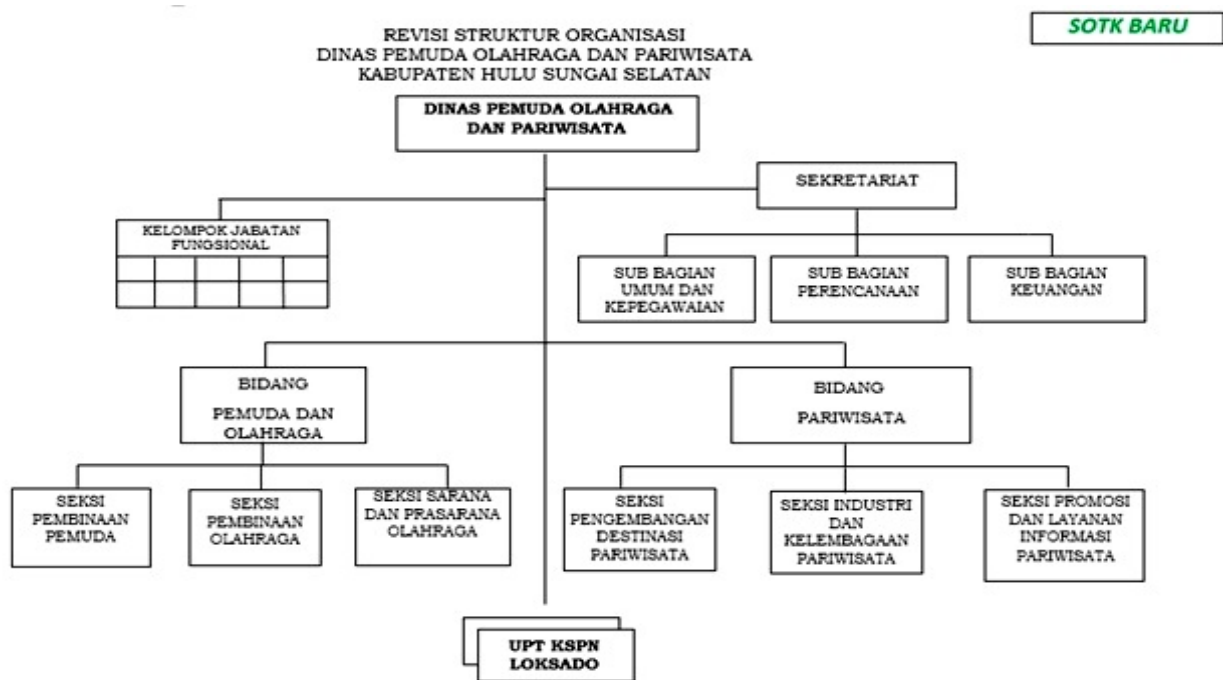 SOTK BARU
REVISI STRUKTUR ORGANISASI
DINAS PEMUDA OLAHRAGA DAN PARIWISATA
KABUPATEN HULU SUNGAI SELATAN
DINAS PEMUDA OLAHRAGA
DAN PARIWISATA
SEKRETARIAT
KELOMPOK JABATAN
FUNGSIONAL
SUB BAGIAN
UMUM DAN
KEPEGAWAIAN
SUB BAGIAN
PERENCANAAN
SUB BAGIAN
KEUANGAN
BIDANG
PEMUDA DAN
OLAHRAGA
BIDANG
PARIWISATA
SEKSI
PEMBINAAN
PEMUDA
SEKSI
PEMBINAAN
OLAHRAGA
SEKSI SARANA
DAN PRASARANA
OLAHRAGA
SEKSI
PENGEMBANGAN
DESTINASI
PARIWISATA
SEKSI INDUSTRI
DAN
KELEMBAGAAN
PARIWISATA
SEKSI PROMOSI
DAN LAYANAN
INFORMASI
PARIWISATA
UPT KSPN
LOKSADO